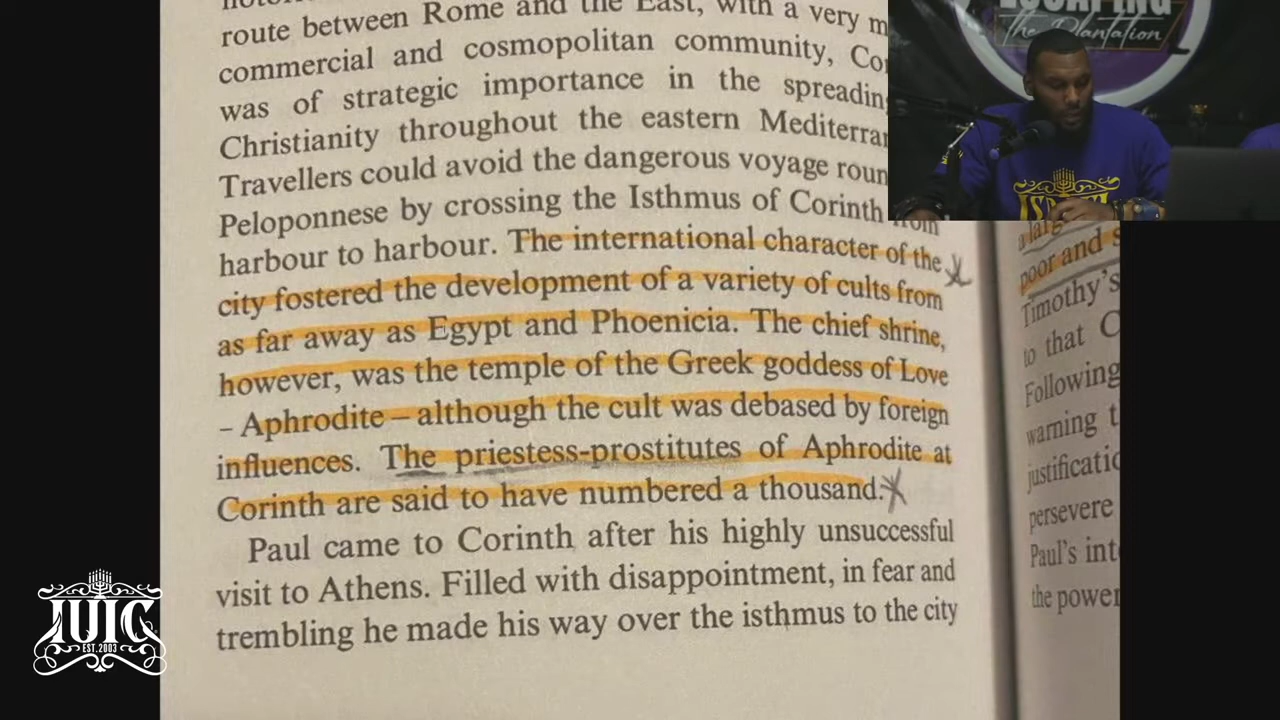 route between Rome and the East, with a very
commercial and cosmopolitan community,
was of strategic importance in the
Christianity throughout the eastern
Travellers could avoid the dangerous voyage
Peloponnese by crossing the Isthmus of Corinth from
harbour to harbour. The international character of the
city fostered the development of a variety of cults from
as far away as Egypt and Phoenicia. The chief shrine,
however, was the temple of the Greek goddess of Love
– Aphrodite – although the cult was debased by foreign
influences. The priestess-prostitutes of Aphrodite at
Corinth are said to have numbered a thousand.
Paul came to Corinth after his highly unsuccessful
visit to Athens. Filled with disappointment, in fear and
trembling he made his way over the isthmus to the city
poor and
Timothy's
to that
Following
warning
persevere
Paul's
the power
the Plantation
IUIC
EST. 2003